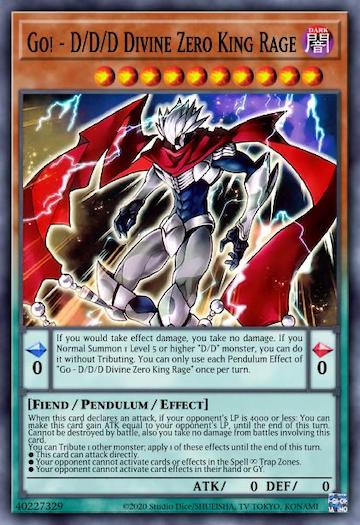 Go! - D/D/D Divine Zero King Rage
DARK
闇
If you would take effect damage, you take no damage. If you
Normal Summon 1 Level 5 or higher "D/D" monster, you can do
it without Tributing. You can only use each Pendulum Effect of
"Go - D/D/D Divine Zero King Rage" once per turn.
0
0
[Fiend / Pendulum / Effect]
When this card declares an attack, if your opponent's LP is 4000 or less: You can
make this card gain ATK equal to your opponent's LP, until the end of this turn.
Cannot be destroyed by battle, also you take no damage from battles involving this
card.
You can Tribute 1 other monster; apply 1 of these effects until the end of this turn.
● This card can attack directly.
● Your opponent cannot activate cards or effects in the Spell & Trap Zones.
● Your opponent cannot activate card effects in their hand or GY.
ATK/ 0 DEF/ 0
40227329
©2020 Studio Dice/SHUEISHA, TV TOKYO, KONAMI